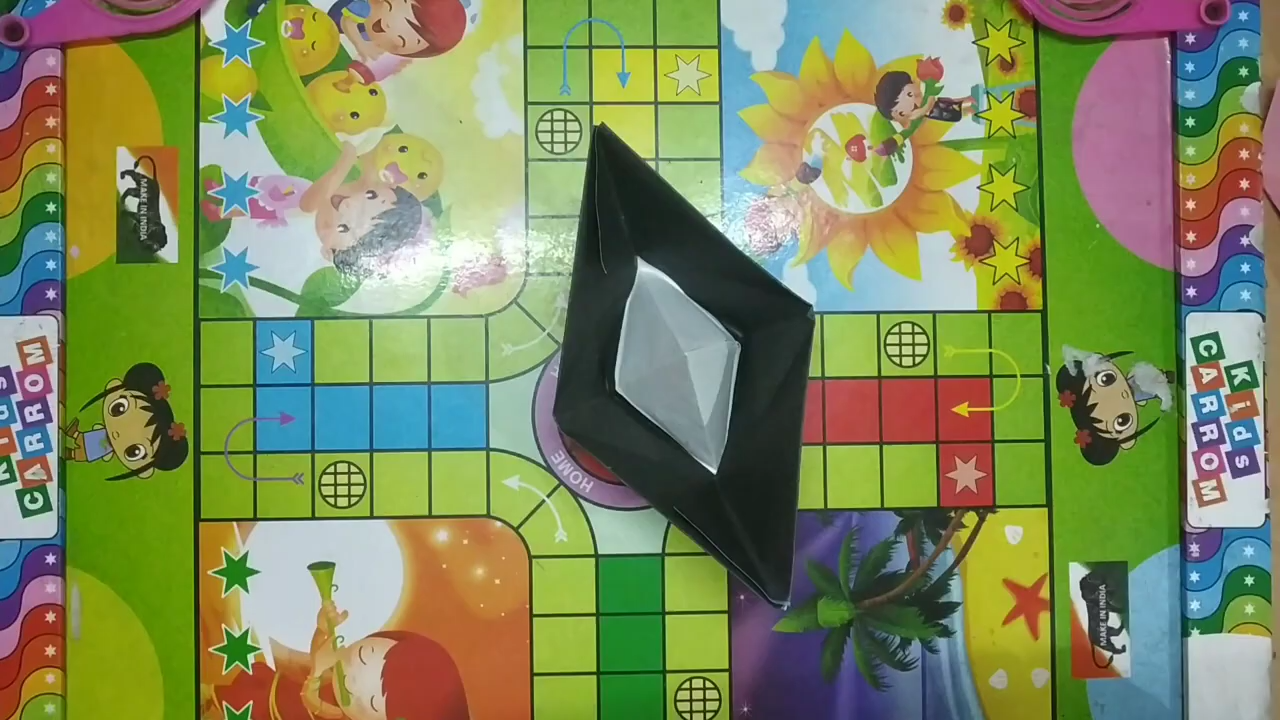 MAKE IN INDIA
Kids
CARROM
HOME
Kids
CARROM
MAKE IN INDIA